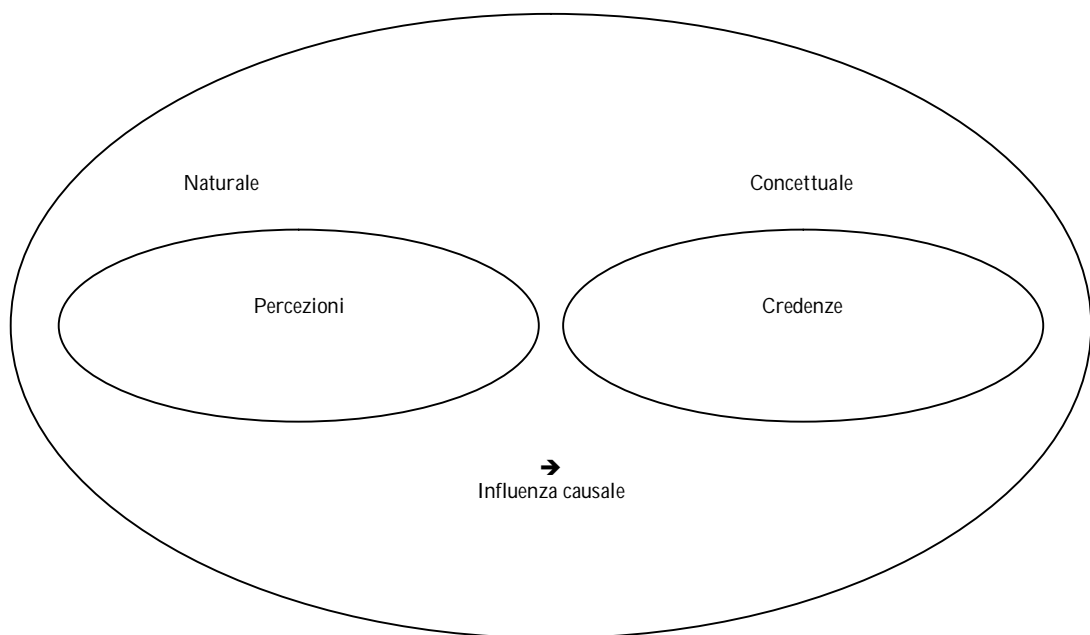 Naturale
Concettuale
Percezioni
Credenze
➔
Influenza causale